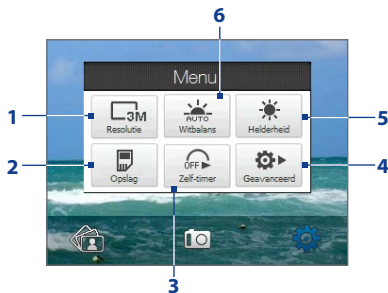 6
Menu
1
3M
AUTO
5
Resolutie
Witbalans
Helderheid
2
OFF
4
Opslag
Zelf-timer
Geavanceerd
3